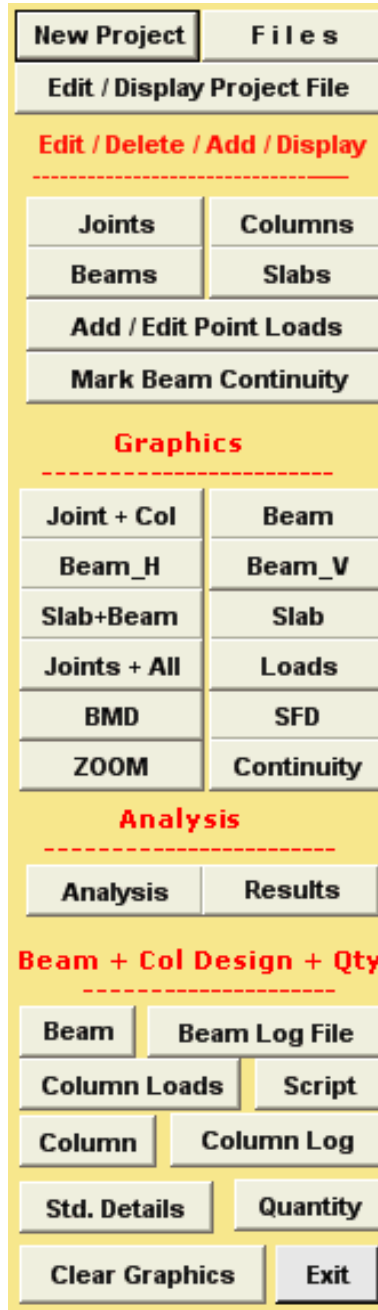 New Project Files
Edit / Display Project File
Edit / Delete / Add / Display
Joints Columns
Beams Slabs
Add / Edit Point Loads
Mark Beam Continuity
Graphics
Joint + Col Beam
Beam_H Beam_V
Slab+Beam Slab
Joints + All Loads
BMD SFD
ZOOM Continuity
Analysis
Analysis Results
Beam + Col Design + Qty
Beam Beam Log File
Column Loads Script
Column Column Log
Std. Details Quantity
Clear Graphics Exit